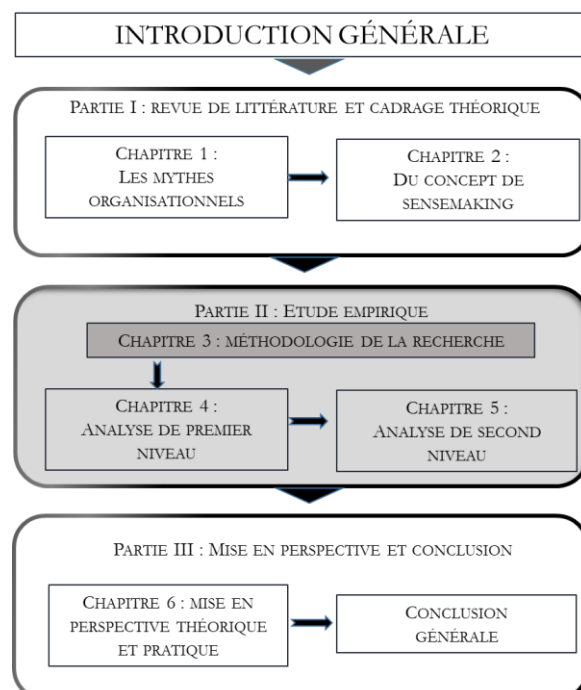 INTRODUCTION GÉNÉRALE
PARTIE I : REVUE DE LITTÉRATURE ET CADRAGE THÉORIQUE
CHAPITRE 1 :
LES MYTHES
ORGANISATIONNELS
CHAPITRE 2 :
DU CONCEPT DE
SENSEMAKING
PARTIE II : ETUDE EMPIRIQUE
CHAPITRE 3 : MÉTHODOLOGIE DE LA RECHERCHE
CHAPITRE 4 :
ANALYSE DE PREMIER
NIVEAU
CHAPITRE 5 :
ANALYSE DE SECOND
NIVEAU
PARTIE III : MISE EN PERSPECTIVE ET CONCLUSION
CHAPITRE 6 : MISE EN
PERSPECTIVE THÉORIQUE
ET PRATIQUE
CONCLUSION
GÉNÉRALE